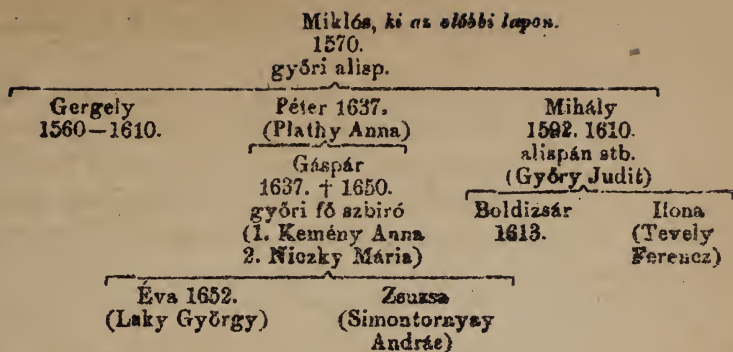 Miklós, ki az előbbi lapon.
1570.
győri alisp.
Gergely Péter 1637. Mihály
1560—1610. (Plathy Anna) 1592. 1610.
alispán stb.
Gáspár (Győry Judit)
1637. † 1650.
győri fő szbiró Boldizsár Ilona
(1. Kemény Anna 1613. (Tevely
2. Niczky Mária) Ferencz)
Éva 1652. Zsuzsa
(Laky György) (Simontornyay
András)